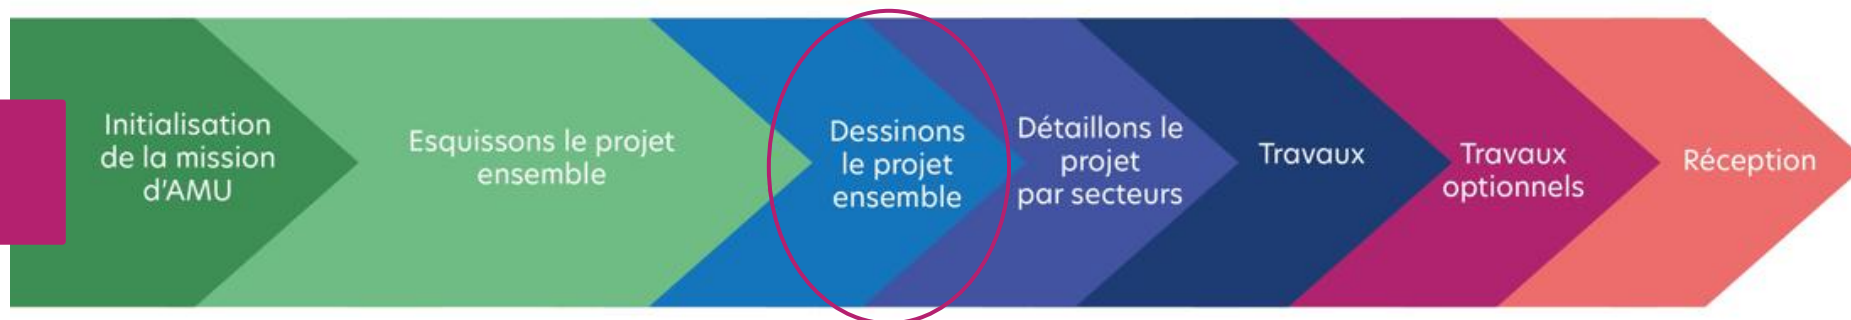 Initialisation
de la mission
d'AMU
Esquissons le projet
ensemble
Dessinons
le projet
ensemble
Détaillons le
projet
par secteurs
Travaux
Travaux
optionnels
Réception